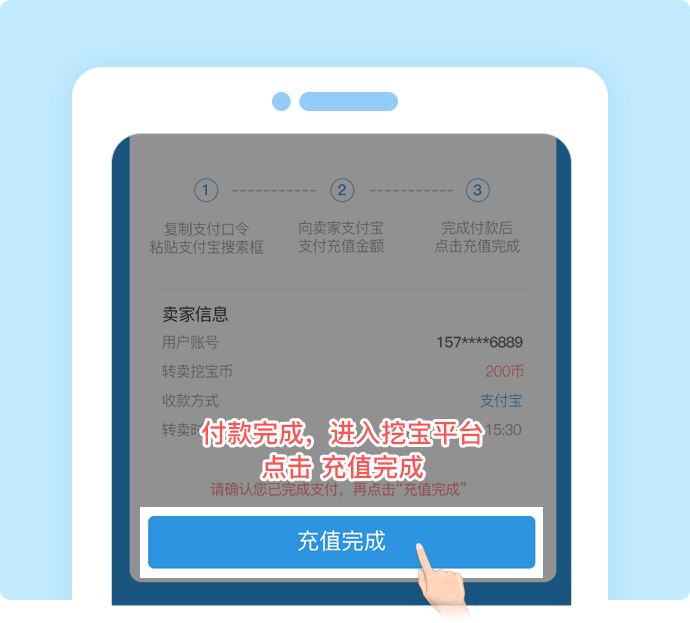 1 2 3
复制支付口令 向卖家支付宝 完成付款后
粘贴支付宝搜索框 支付充值金额 点击充值完成
卖家信息
用户账号 157****6889
转卖挖宝币 200币
收款方式 支付宝
转卖时 15:30
付款完成，进入挖宝平台
点击 充值完成
请确认您已完成支付，再点击“充值完成”
充值完成